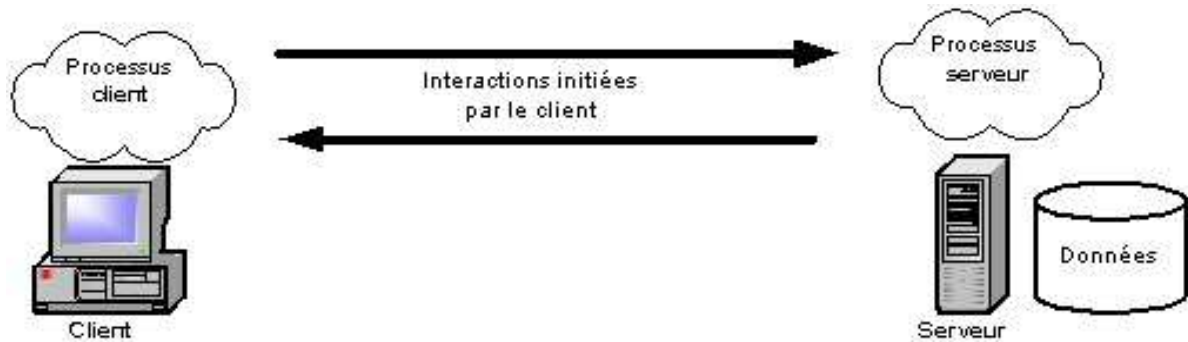 Processus
client
Interactions initiées
par le client
Processus
serveur
Données
Client
Serveur